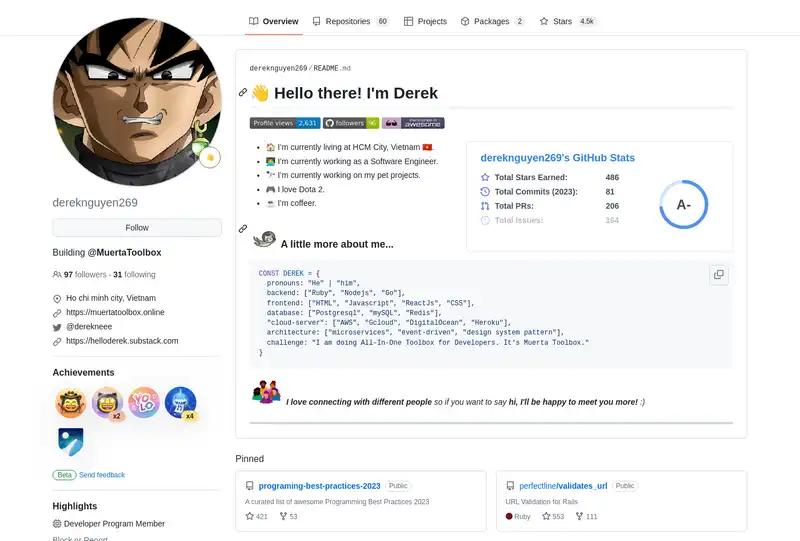 Overview
Repositories 60
Projects
Packages 2
Stars 4.5k
dereknguyen269
Follow
Building @MuertaToolbox
97 followers · 31 following
Ho chi minh city, Vietnam
https://muertatoolbox.online
@derekneee
https://helloderek.substack.com
Achievements
x2
YOLO
x4
Beta Send feedback
Highlights
Developer Program Member
Block or Report
dereknguyen269/README.md
👋 Hello there! I'm Derek
Profile views 2,631
followers 96
awesome
🏠 I'm currently living at HCM City, Vietnam 🇻🇳.
👨‍💻 I'm currently working as a Software Engineer.
🔭 I'm currently working on my pet projects.
🎮 I love Dota 2.
☕ I'm coffeer.
dereknguyen269's GitHub Stats
Total Stars Earned: 486
Total Commits (2023): 81
Total PRs: 206
Total Issues: 164
A-
A little more about me...
CONST DEREK = {
pronouns: "He" | "him",
backend: ["Ruby", "Nodejs", "Go"],
frontend: ["HTML", "Javascript", "ReactJs", "CSS"],
database: ["Postgresql", "mySQL", "Redis"],
"cloud-server": ["AWS", "Gcloud", "DigitalOcean", "Heroku"],
architecture: ["microservices", "event-driven", "design system pattern"],
challenge: "I am doing All-In-One Toolbox for Developers. It's Muerta Toolbox."
}
I love connecting with different people so if you want to say hi, I'll be happy to meet you more! :)
Pinned
programing-best-practices-2023 Public
A curated list of awesome Programming Best Practices 2023
421 53
perfectline/validates_url Public
URL Validation for Rails
Ruby 553 111